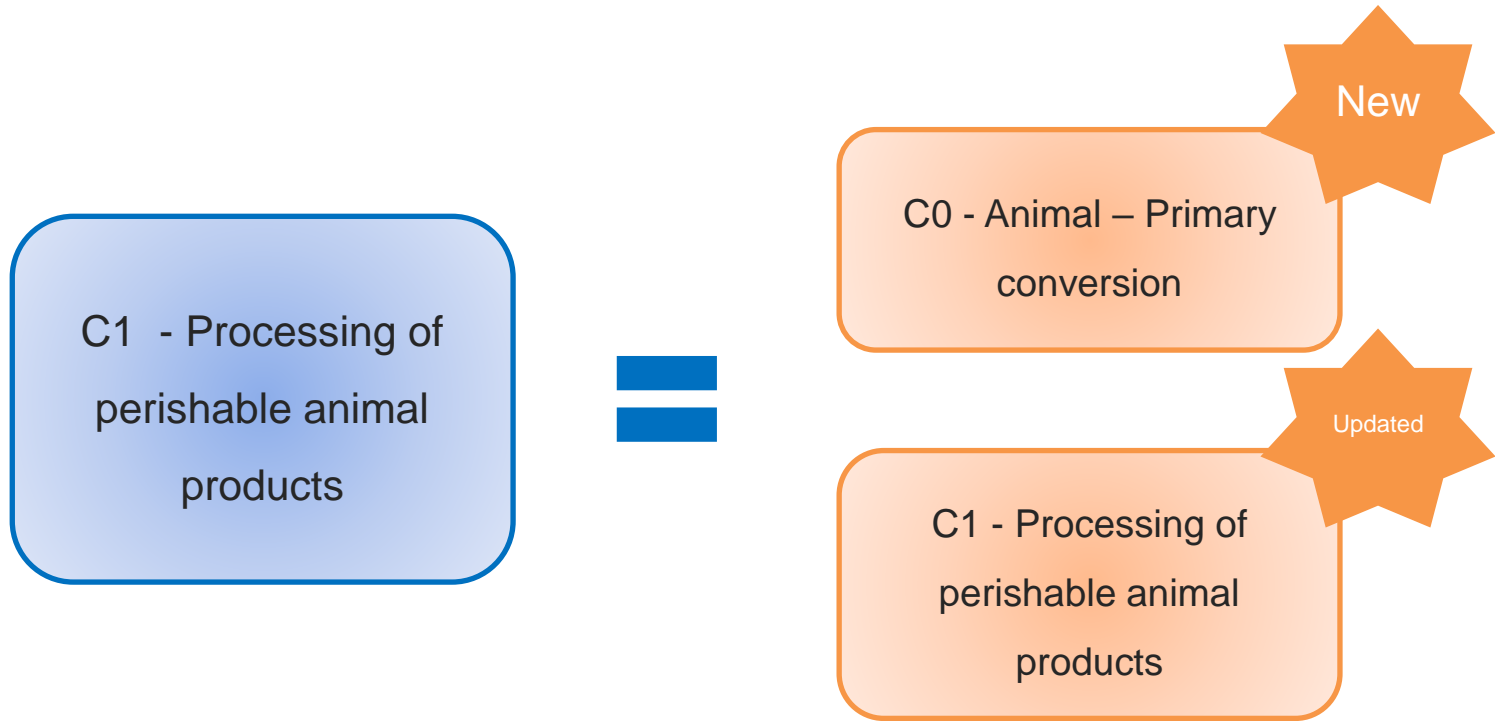 C1  - Processing of
perishable animal
products
New
C0 - Animal – Primary
conversion
Updated
C1 - Processing of
perishable animal
products